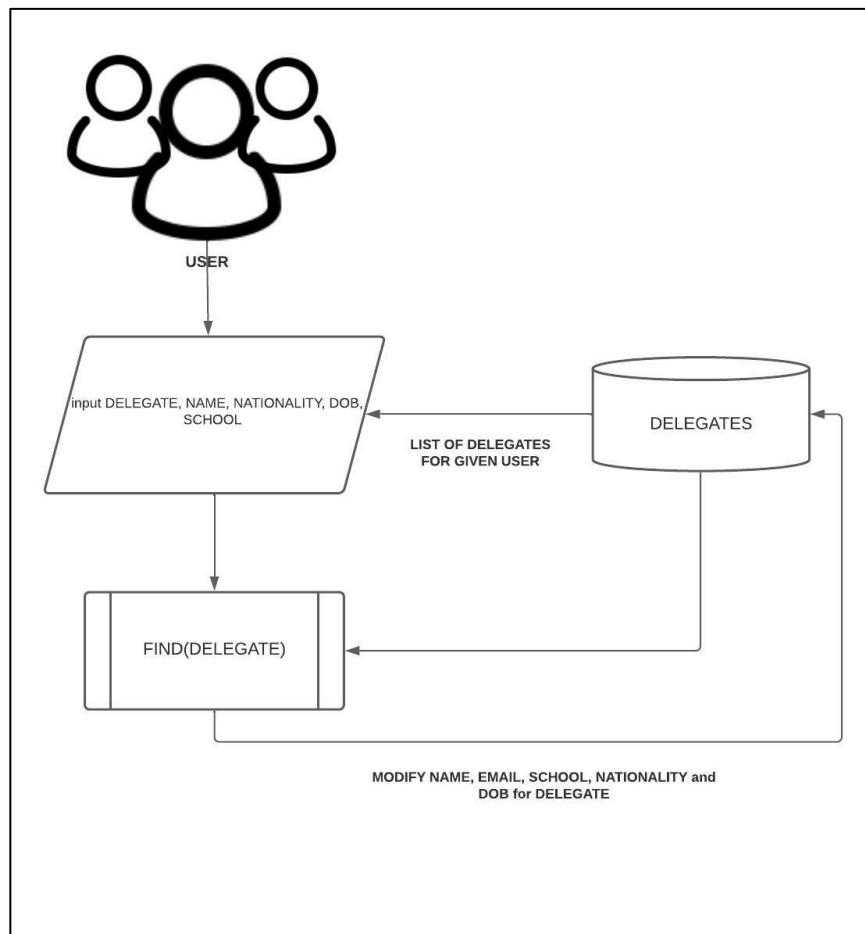 USER
input DELEGATE, NAME, NATIONALITY, DOB,
SCHOOL
DELEGATES
LIST OF DELEGATES
FOR GIVEN USER
FIND(DELEGATE)
MODIFY NAME, EMAIL, SCHOOL, NATIONALITY and
DOB for DELEGATE